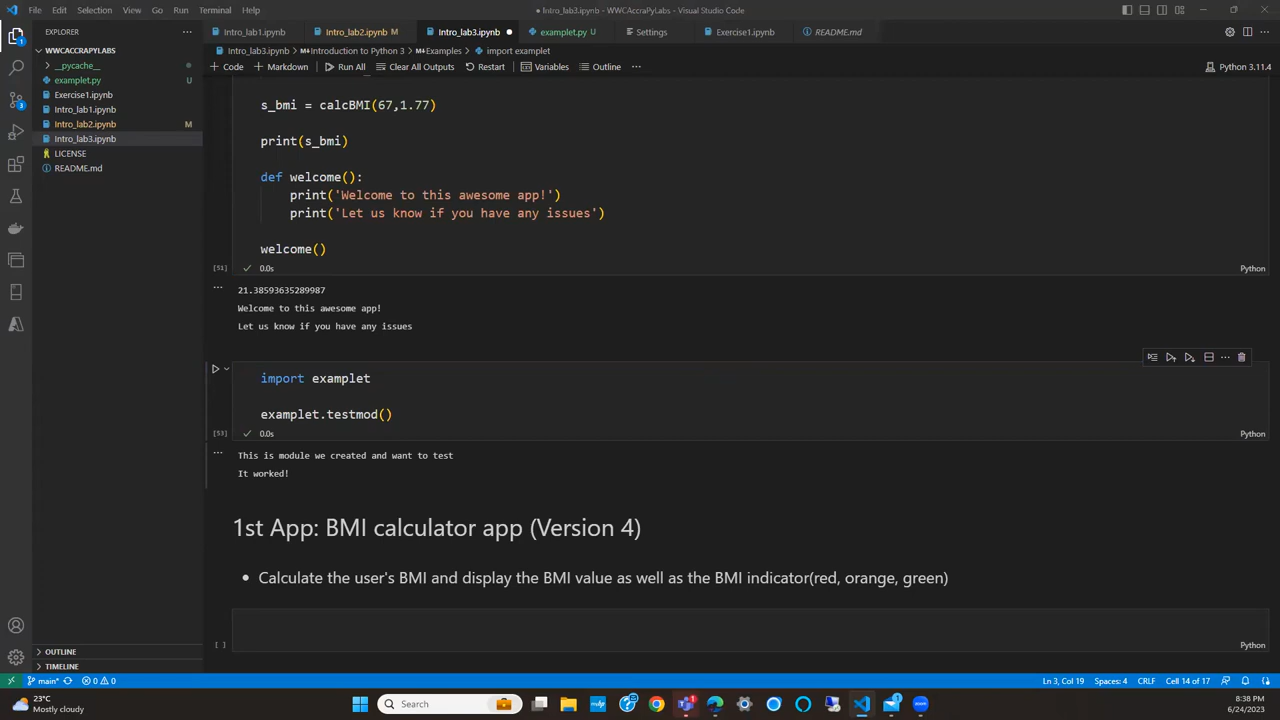 File Edit Selection View Go Run Terminal Help
Intro_lab3.ipynb - WWCAccraPyLabs - Visual Studio Code
EXPLORER
Intro_lab1.ipynb Intro_lab2.ipynb M Intro_lab3.ipynb examplet.py U Settings Exercise1.ipynb README.md
WWCACCRAPYLABS
__pycache__
examplet.py U
Exercise1.ipynb
Intro_lab1.ipynb
Intro_lab2.ipynb M
Intro_lab3.ipynb
LICENSE
README.md
OUTLINE
TIMELINE
Intro_lab3.ipynb > Introduction to Python 3 > Examples > import examplet
+ Code + Markdown Run All Clear All Outputs Restart Variables Outline ... Python 3.11.4
s_bmi = calcBMI(67,1.77)
print(s_bmi)
def welcome():
print('Welcome to this awesome app!')
print('Let us know if you have any issues')
welcome()
[51] 0.0s Python
21.38593635289987
Welcome to this awesome app!
Let us know if you have any issues
import examplet
examplet.testmod()
[53] 0.0s Python
This is module we created and want to test
It worked!
1st App: BMI calculator app (Version 4)
• Calculate the user's BMI and display the BMI value as well as the BMI indicator(red, orange, green)
[ ] Python
main* 0 0 Ln 3, Col 19 Spaces: 4 CRLF Cell 14 of 17
23°C
Mostly cloudy
Search
8:38 PM
6/24/2023